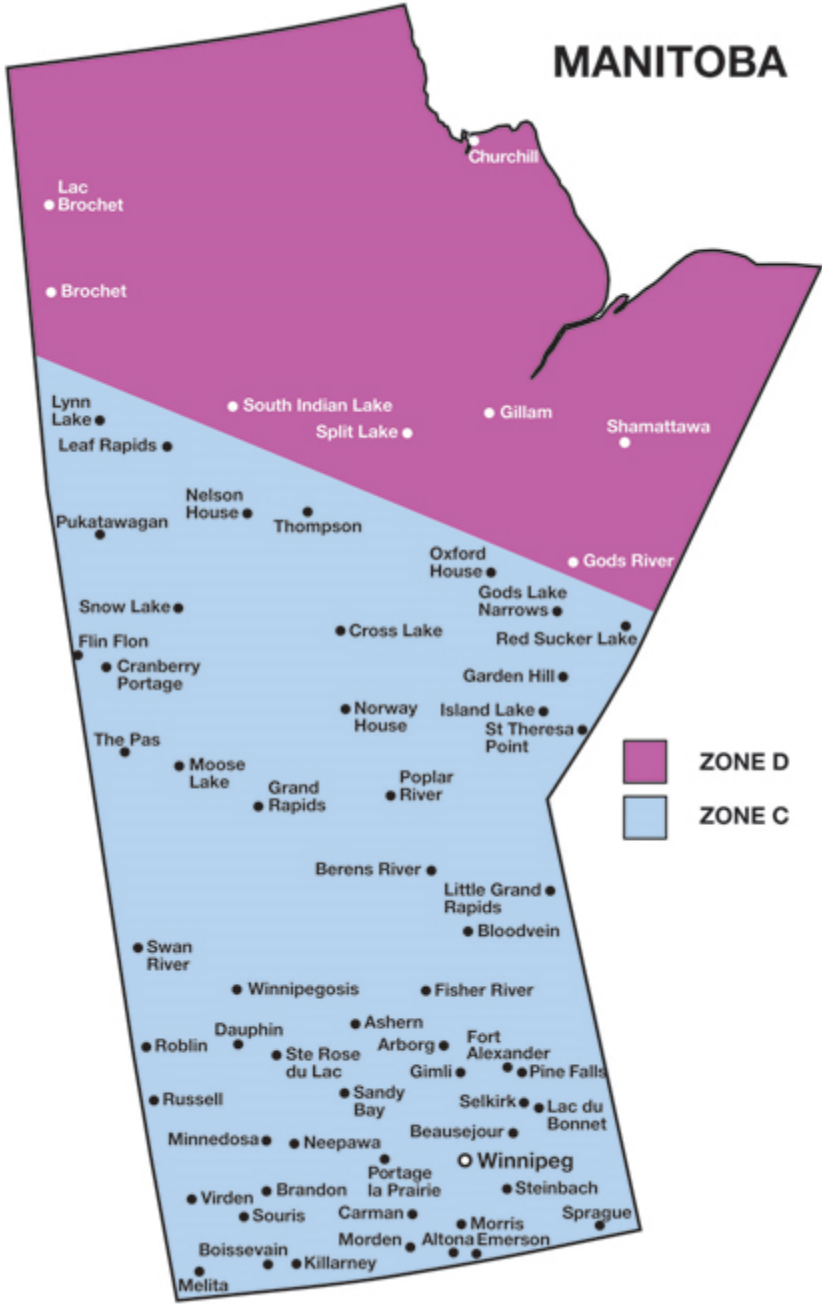 MANITOBA
Churchill
Lac
Brochet
Brochet
Lynn
Lake
South Indian Lake
Gillam
Split Lake
Shamattawa
Leaf Rapids
Nelson
House
Pukatawagan
Thompson
Oxford
House
Gods River
Gods Lake
Narrows
Snow Lake
Cross Lake
Red Sucker Lake
Flin Flon
Cranberry
Portage
Garden Hill
Norway
House
Island Lake
St Theresa
Point
The Pas
Moose
Lake
Grand
Rapids
Poplar
River
ZONE D
ZONE C
Berens River
Little Grand
Rapids
Bloodvein
Swan
River
Winnipegosis
Fisher River
Ashern
Dauphin
Roblin
Arborg
Fort
Alexander
Ste Rose
du Lac
Gimli
Pine Falls
Russell
Sandy
Bay
Selkirk
Lac du
Bonnet
Minnedosa
Neepawa
Beausejour
Winnipeg
Portage
la Prairie
Virden
Brandon
Steinbach
Souris
Carman
Morris
Sprague
Boissevain
Morden
Altona
Emerson
Killarney
Melita